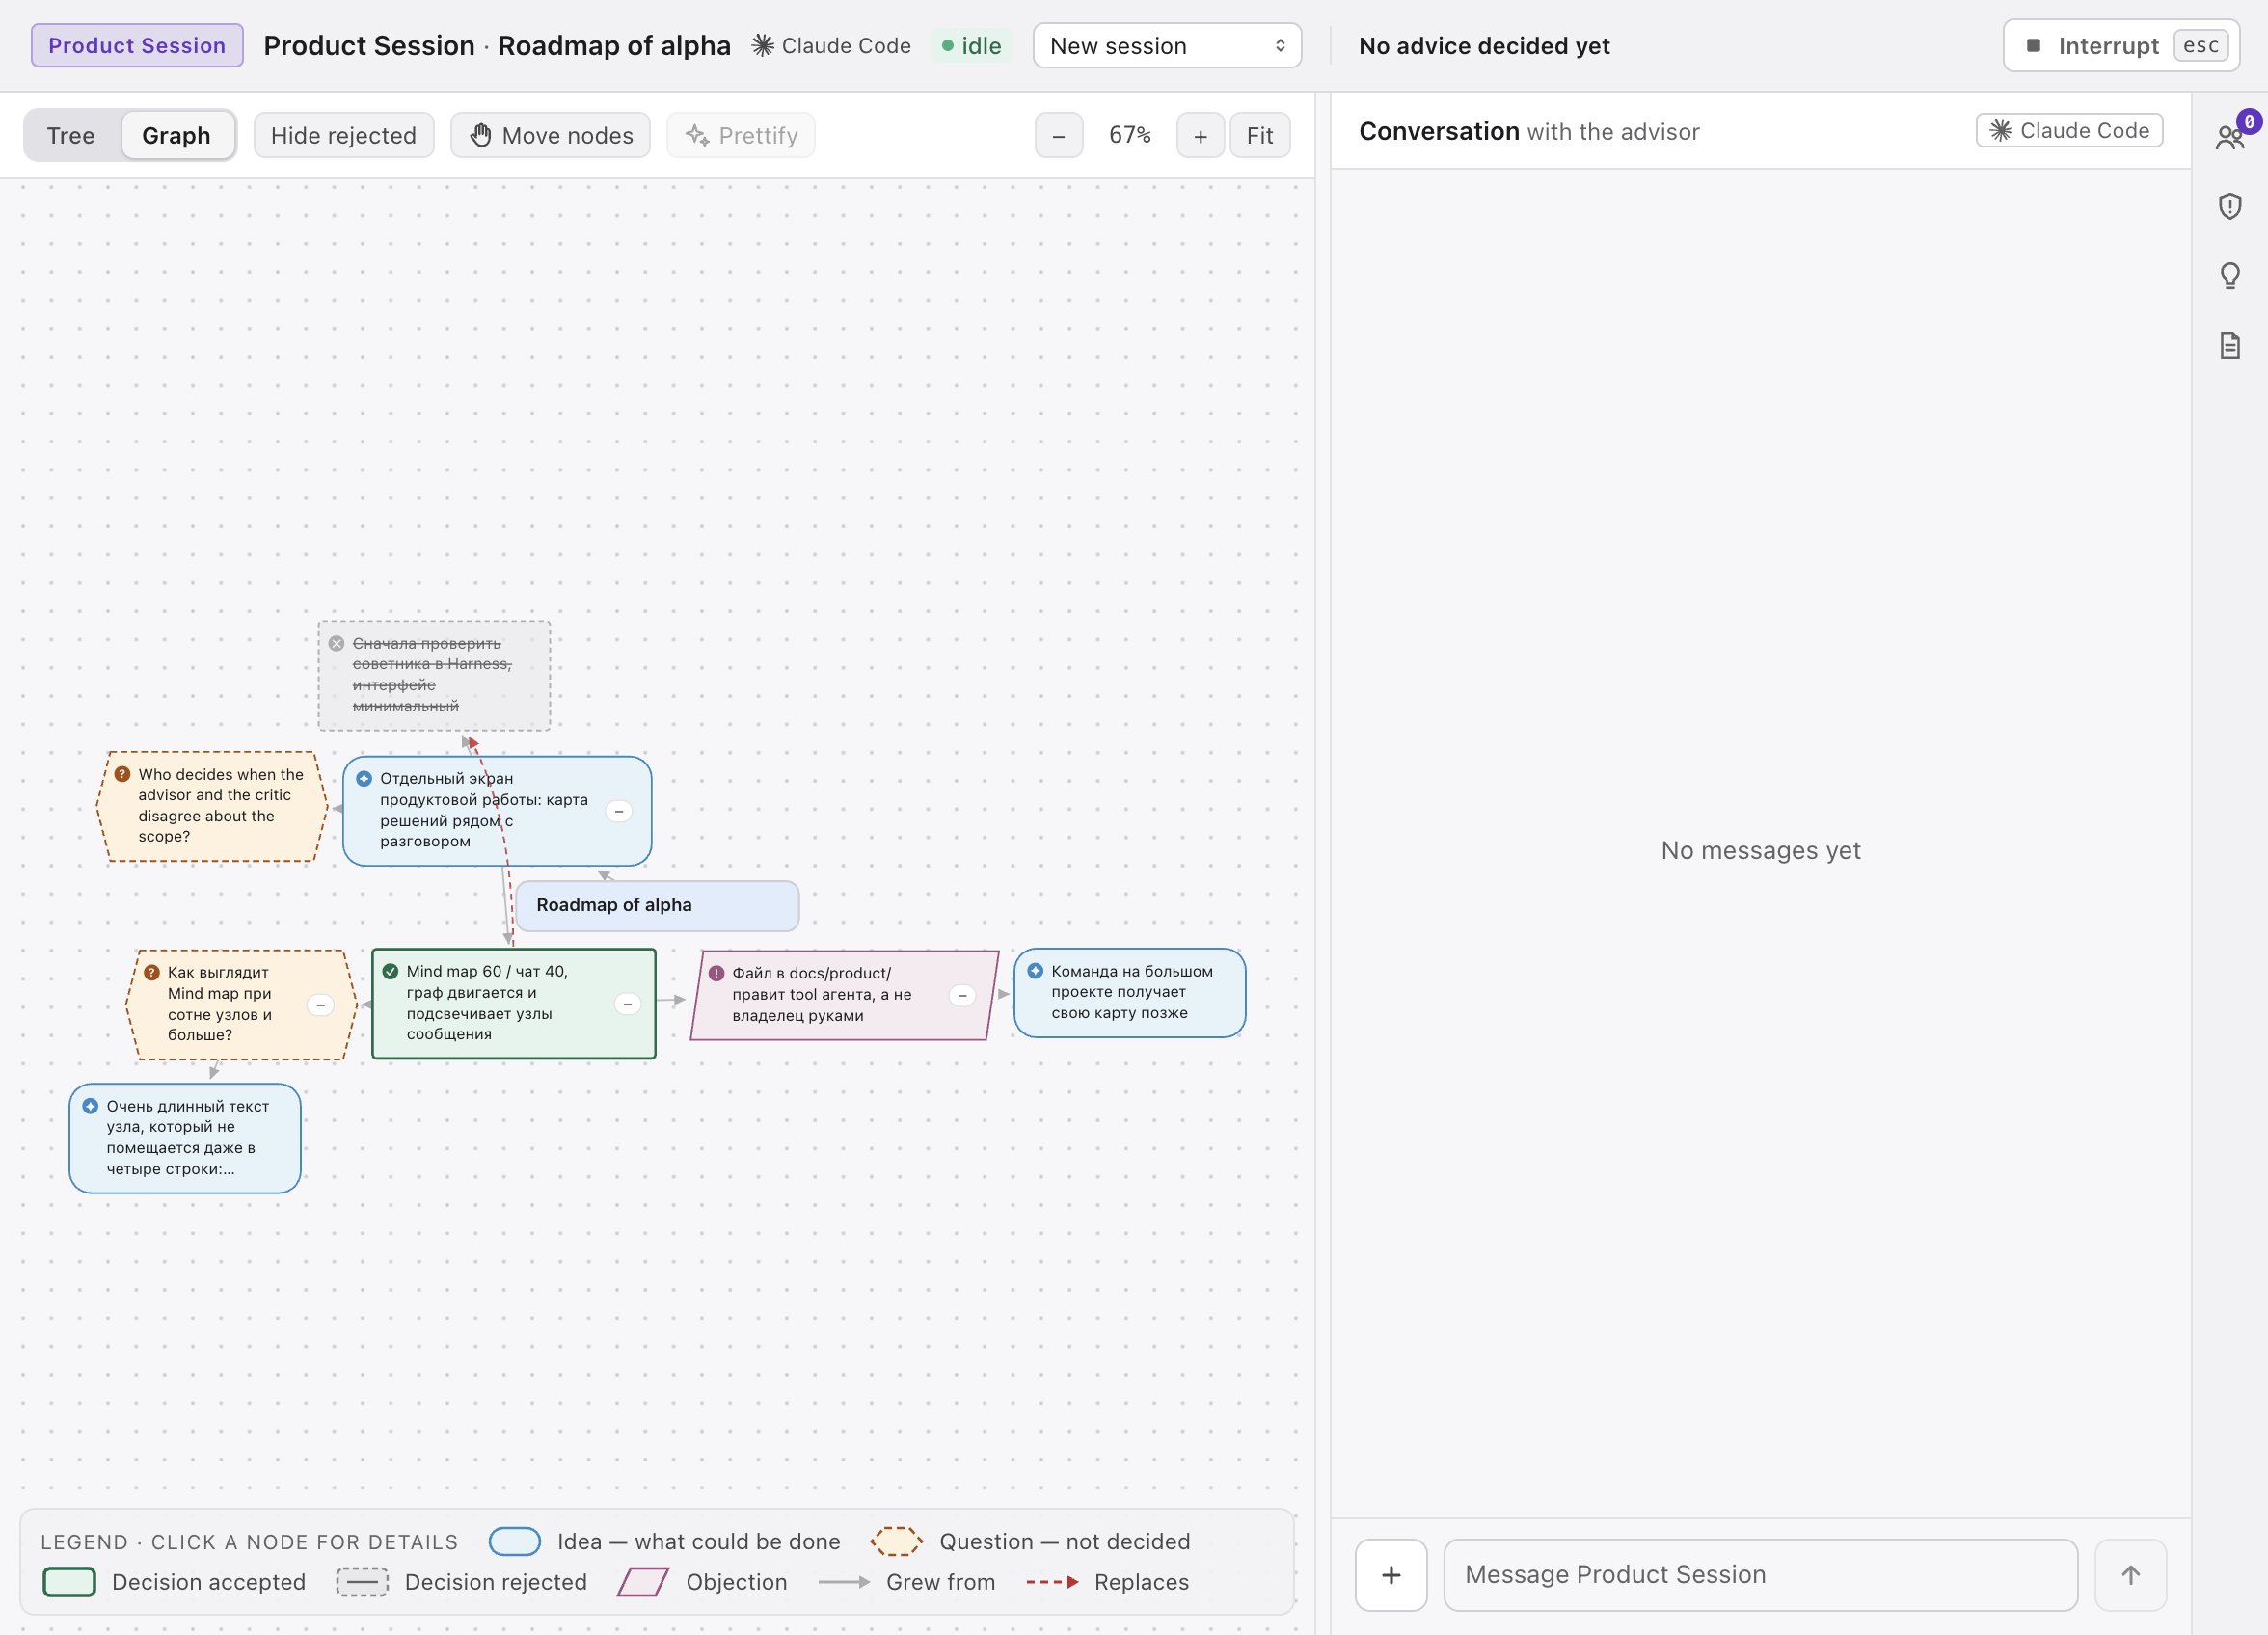 Product Session
Product Session · Roadmap of alpha
Claude Code
idle
New session
No advice decided yet
Interrupt esc
Tree
Graph
Hide rejected
Move nodes
Prettify
− 67% + Fit
Conversation with the advisor
Claude Code
0
Сначала проверить
советника в Harness,
интерфейс
минимальный
Who decides when the
advisor and the critic
disagree about the
scope?
Отдельный экран
продуктовой работы: карта
решений рядом с
разговором
Roadmap of alpha
Как выглядит
Mind map при
сотне узлов и
больше?
Mind map 60 / чат 40,
граф двигается и
подсвечивает узлы
сообщения
Файл в docs/product/
правит tool агента, а не
владелец руками
Команда на большом
проекте получает
свою карту позже
Очень длинный текст
узла, который не
помещается даже в
четыре строки:...
No messages yet
LEGEND · CLICK A NODE FOR DETAILS
Idea — what could be done
Question — not decided
Decision accepted
Decision rejected
Objection
Grew from
Replaces
+
Message Product Session